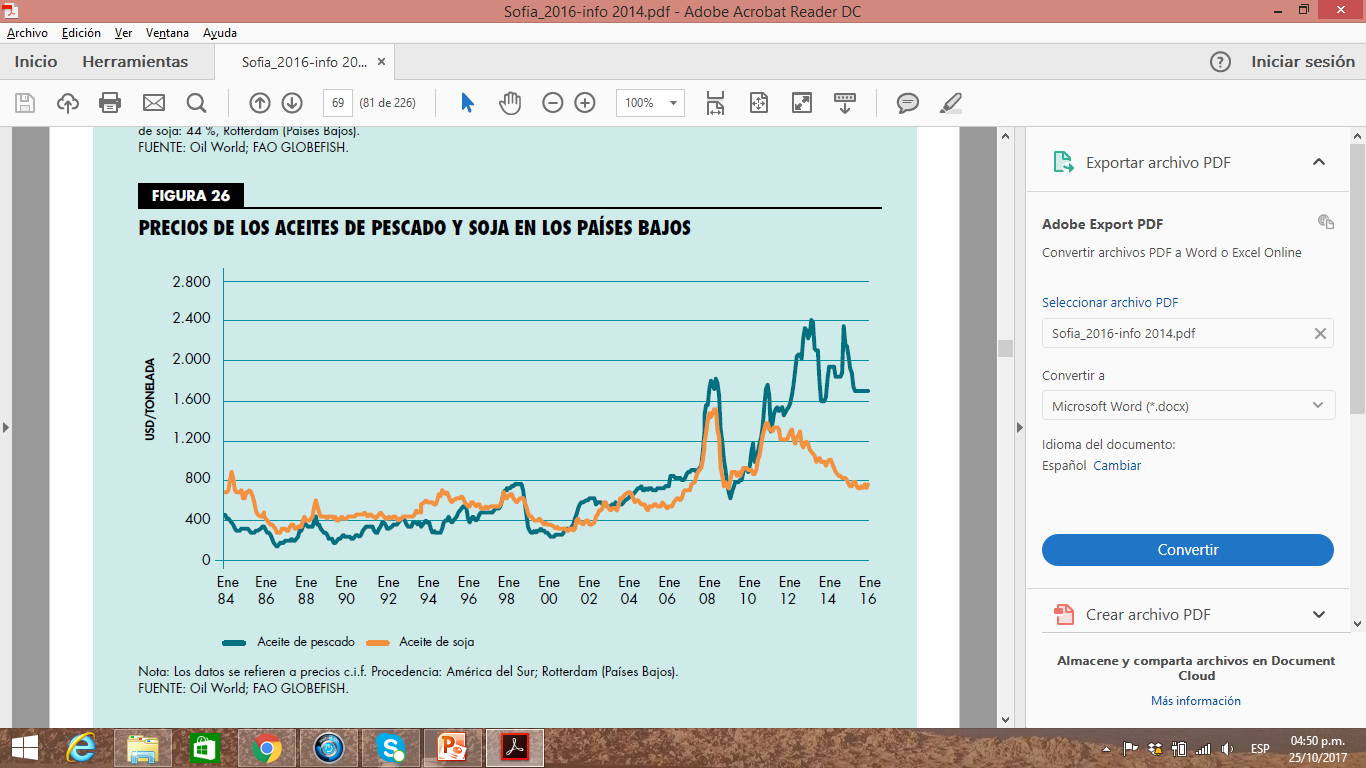 Sofia_2016-info 2014.pdf - Adobe Acrobat Reader DC
Archivo Edición Ver Ventana Ayuda
Inicio Herramientas Sofia_2016-info 20... × ? Iniciar sesión
69 (81 de 226) 100%
de soja: 44 %, Rotterdam (Países Bajos).
FUENTE: Oil World; FAO GLOBEFISH.
FIGURA 26
PRECIOS DE LOS ACEITES DE PESCADO Y SOJA EN LOS PAÍSES BAJOS
USD/TONELADA
2.800
2.400
2.000
1.600
1.200
800
400
0
Ene Ene Ene Ene Ene Ene Ene Ene Ene Ene Ene Ene Ene Ene Ene Ene Ene
84 86 88 90 92 94 96 98 00 02 04 06 08 10 12 14 16
Aceite de pescado Aceite de soja
Nota: Los datos se refieren a precios c.i.f. Procedencia: América del Sur; Rotterdam (Países Bajos).
FUENTE: Oil World; FAO GLOBEFISH.
Exportar archivo PDF
Adobe Export PDF
Convertir archivos PDF a Word o Excel Online
Seleccionar archivo PDF
Sofia_2016-info 2014.pdf
Convertir a
Microsoft Word (*.docx)
Idioma del documento:
Español Cambiar
Convertir
Crear archivo PDF
Almacene y comparta archivos en Document
Cloud
Más información
ESP
04:50 p.m.
25/10/2017